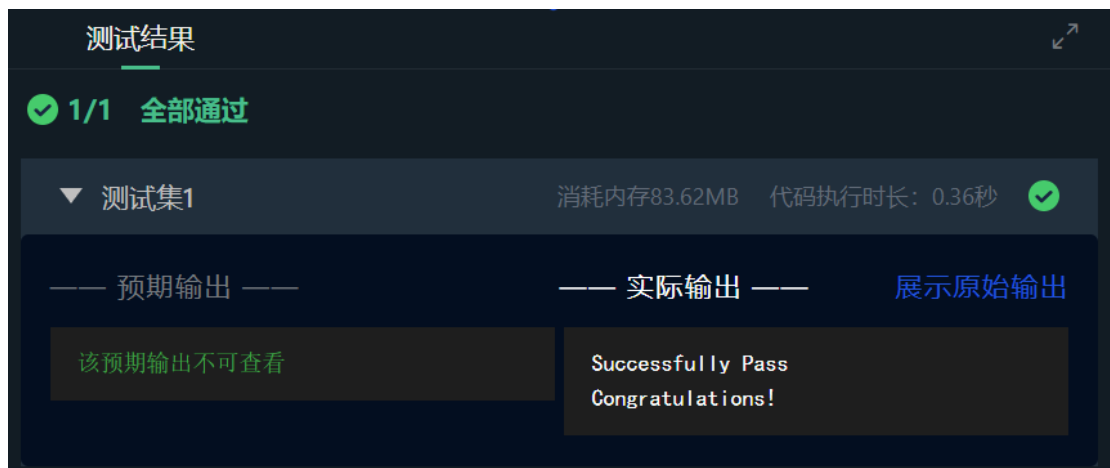 测试结果
1/1 全部通过
测试集1 消耗内存83.62MB 代码执行时长：0.36秒
—— 预期输出 ——
—— 实际输出 —— 展示原始输出
该预期输出不可查看
Successfully Pass
Congratulations!